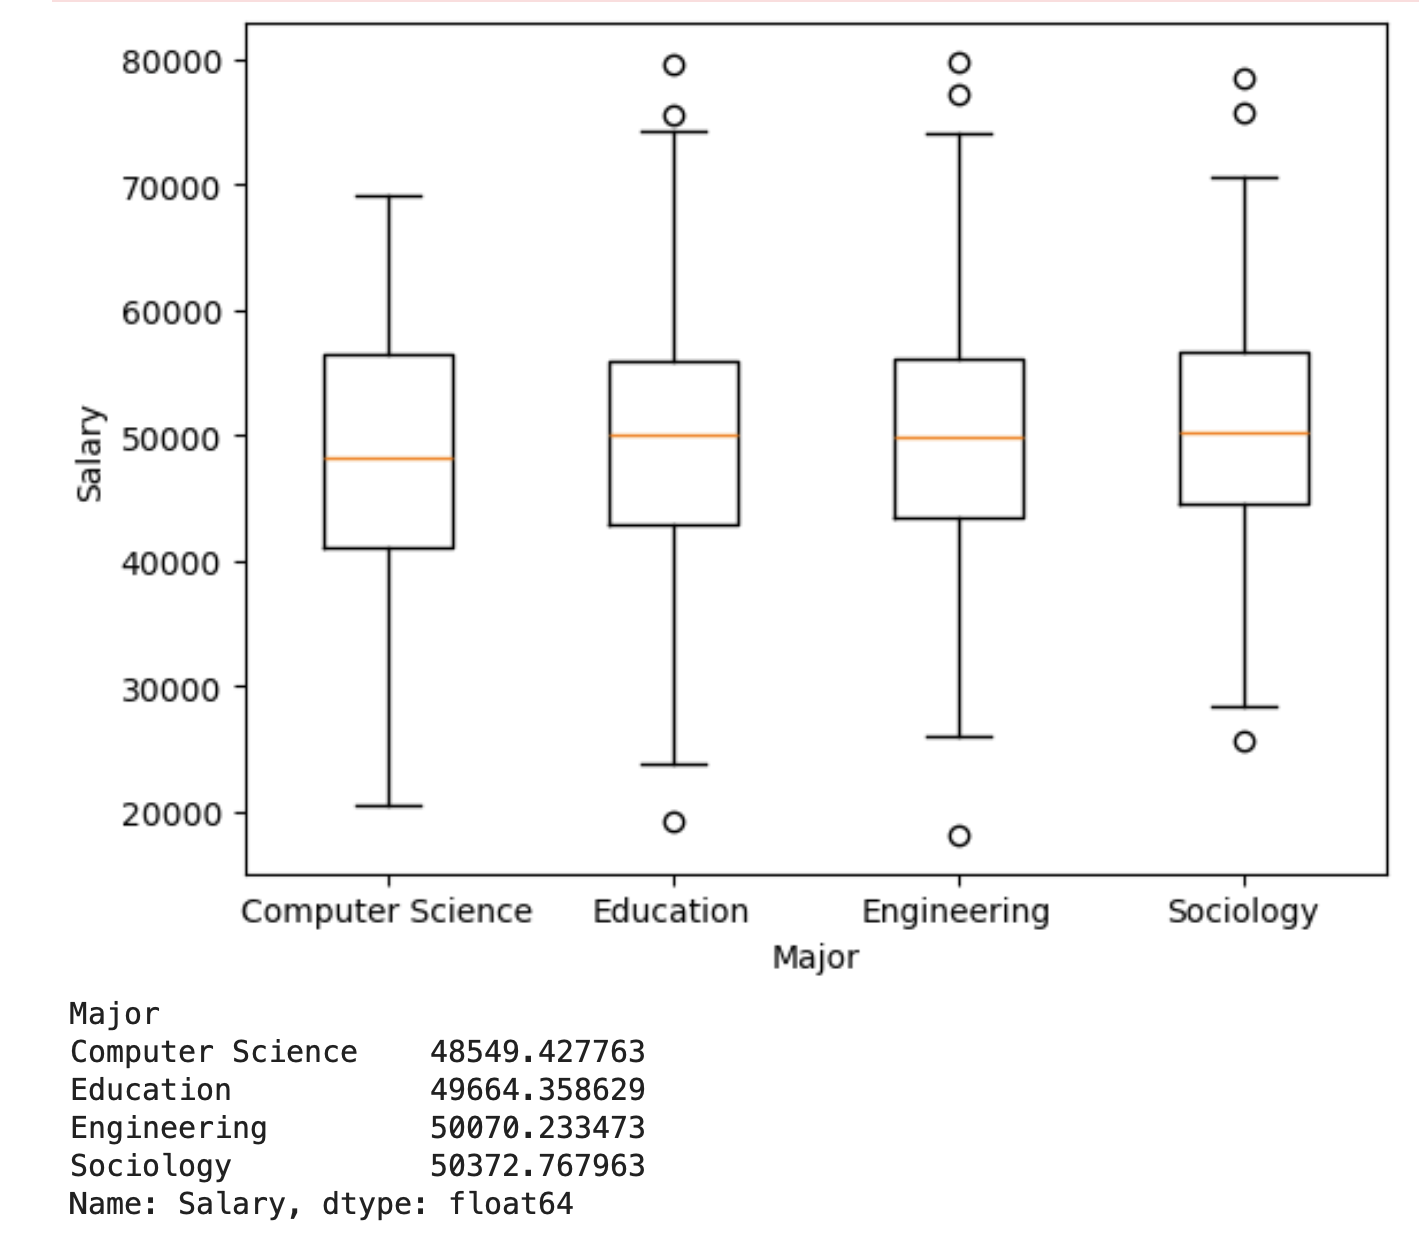 80000
70000
60000
50000
40000
30000
20000
Salary
Computer Science Education Engineering Sociology
Major
Major
Computer Science    48549.427763
Education           49664.358629
Engineering         50070.233473
Sociology           50372.767963
Name: Salary, dtype: float64